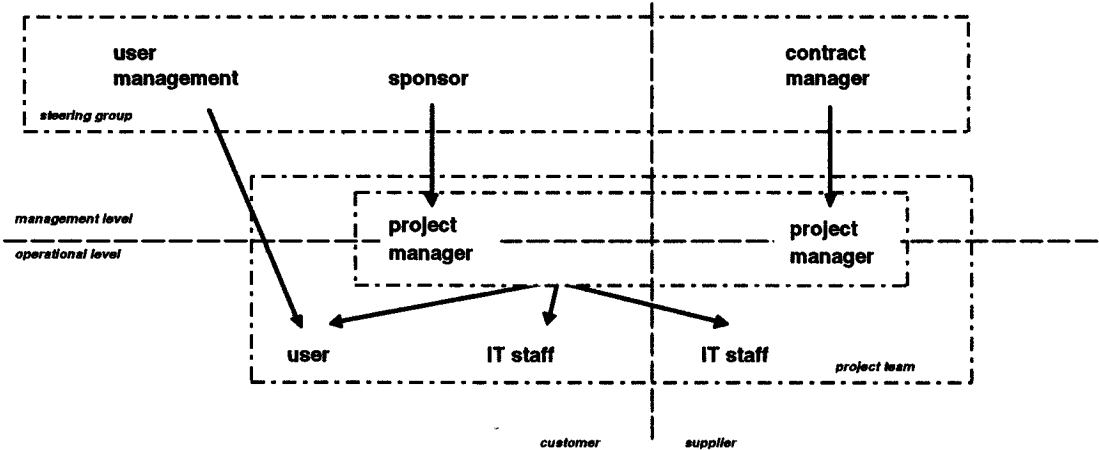 user
management
sponsor
contract
manager
steering group
management level
operational level
project
manager
project
manager
user
IT staff
IT staff
project team
customer
supplier